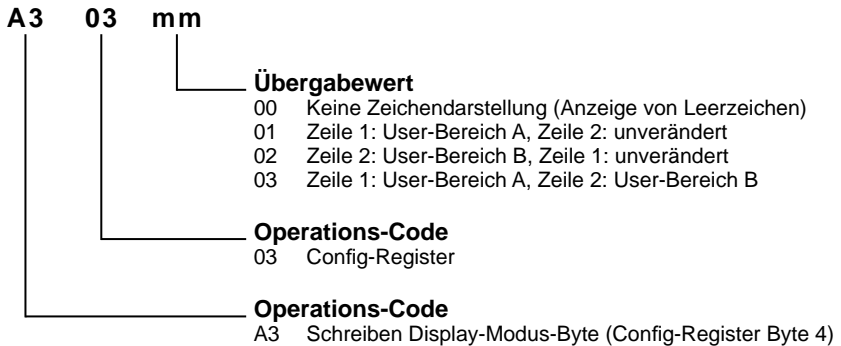 A3 03 mm
Übergabewert
00 Keine Zeichendarstellung (Anzeige von Leerzeichen)
01 Zeile 1: User-Bereich A, Zeile 2: unverändert
02 Zeile 2: User-Bereich B, Zeile 1: unverändert
03 Zeile 1: User-Bereich A, Zeile 2: User-Bereich B
Operations-Code
03 Config-Register
Operations-Code
A3 Schreiben Display-Modus-Byte (Config-Register Byte 4)